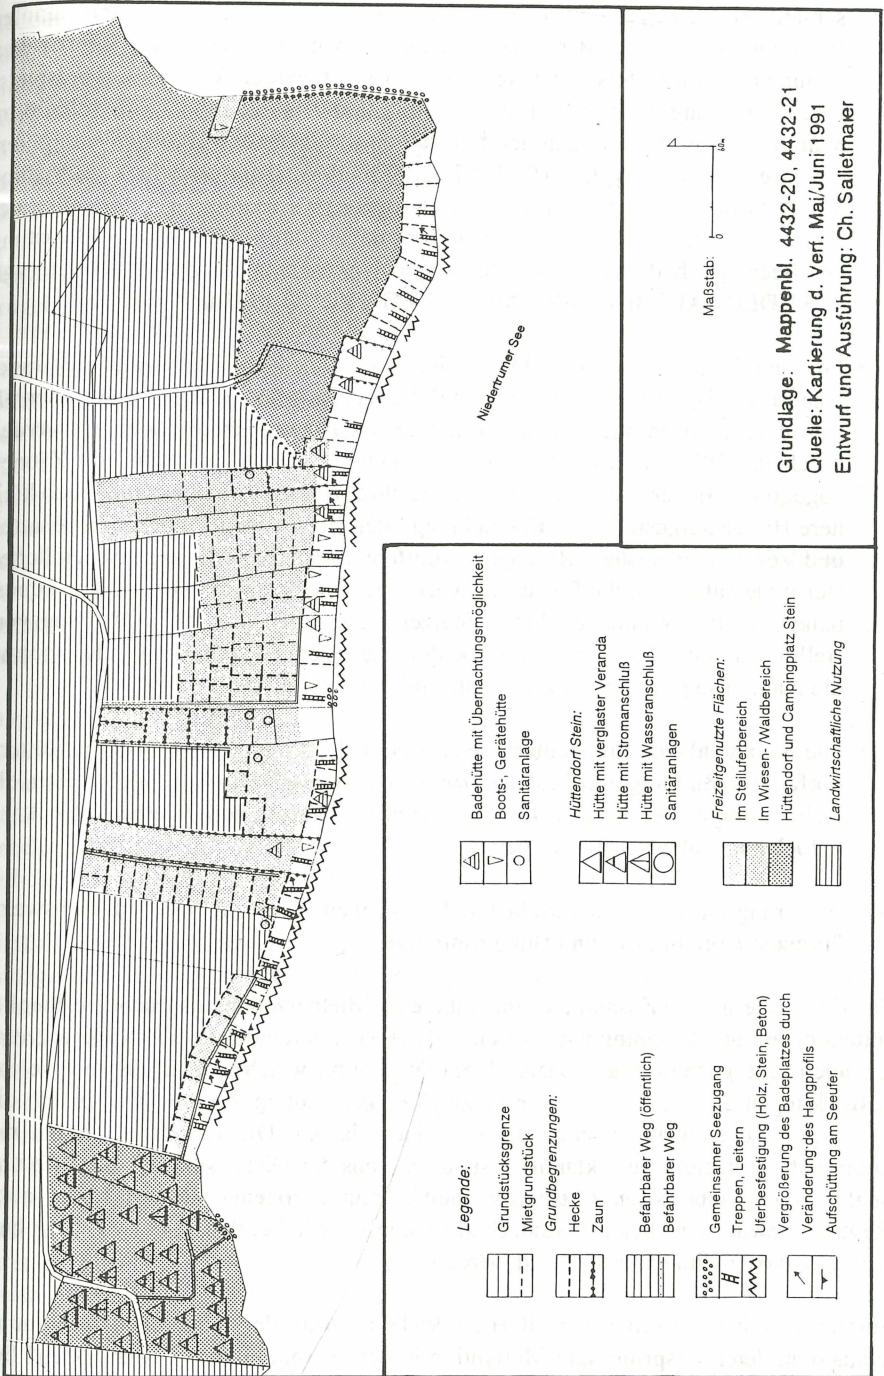 Niedertrumer See
Legende:
Grundstücksgrenze
Mietgrundstück
Grundbegrenzungen:
Hecke
Zaun
Befahrbarer Weg (öffentlich)
Befahrbarer Weg
Gemeinsamer Seezugang
Treppen, Leitern
Uferbesfestigung (Holz, Stein, Beton)
Vergrößerung des Badeplatzes durch
Veränderung des Hangprofils
Aufschüttung am Seeufer
Badehütte mit Übernachtungsmöglichkeit
Boots-, Gerätehütte
Sanitäranlage
Hüttendorf Stein:
Hütte mit verglaster Veranda
Hütte mit Stromanschluß
Hütte mit Wasseranschluß
Sanitäranlagen
Freizeitgenutzte Flächen:
Im Steiluferbereich
Im Wiesen- /Waldbereich
Hüttendorf und Campingplatz Stein
Landwirtschaftliche Nutzung
Maßstab:
0 60m
Grundlage: Mappenbl. 4432-20, 4432-21
Quelle: Kartierung d. Verf. Mai/Juni 1991
Entwurf und Ausführung: Ch. Salletmaier